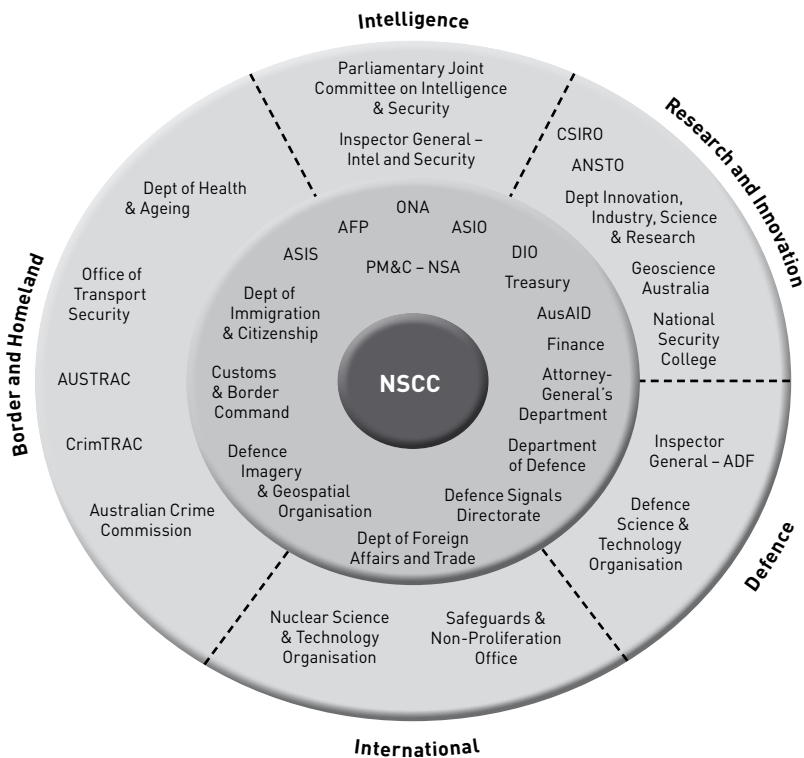 Intelligence
Parliamentary Joint
Committee on Intelligence
& Security
Inspector General –
Intel and Security
Research and Innovation
CSIRO
ANSTO
Dept Innovation,
Industry, Science
& Research
Geoscience
Australia
National
Security
College
Defence
Inspector
General – ADF
Defence
Science &
Technology
Organisation
International
Safeguards &
Non-Proliferation
Office
Nuclear Science
& Technology
Organisation
Border and Homeland
Dept of Health
& Ageing
Office of
Transport
Security
AUSTRAC
CrimTRAC
Australian Crime
Commission
ONA
AFP
ASIO
ASIS
PM&C – NSA
DIO
Treasury
AusAID
Finance
Attorney-
General’s
Department
Department
of Defence
Defence Signals
Directorate
Dept of Foreign
Affairs and Trade
Defence
Imagery
& Geospatial
Organisation
Customs
& Border
Command
Dept of
Immigration
& Citizenship
NSCC